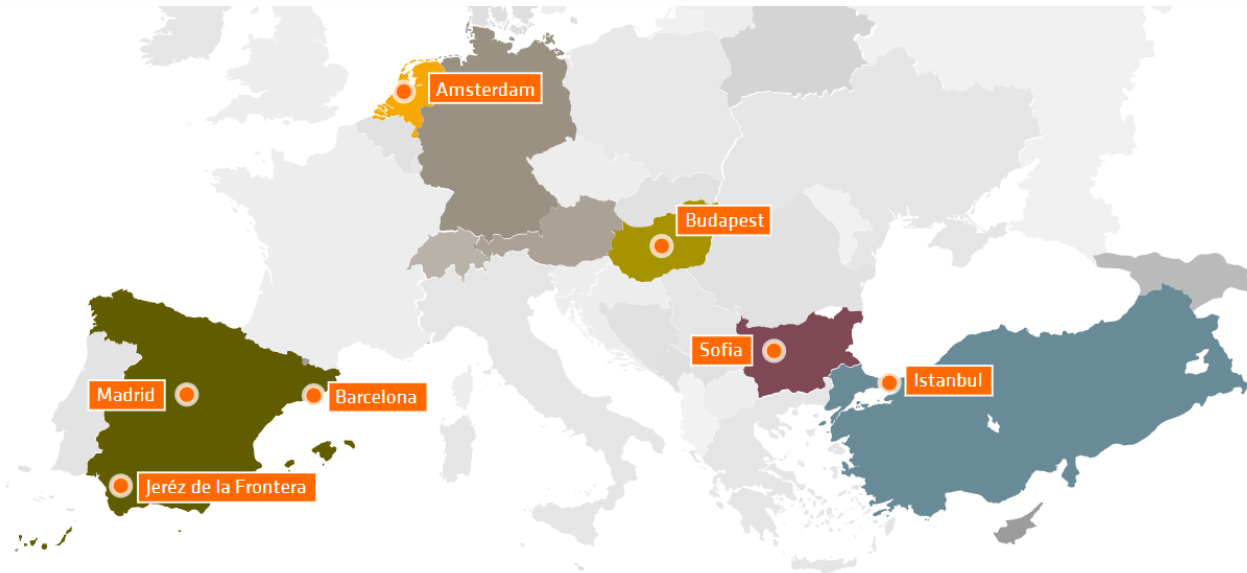 Amsterdam
Budapest
Sofia
Istanbul
Madrid
Barcelona
Jeréz de la Frontera